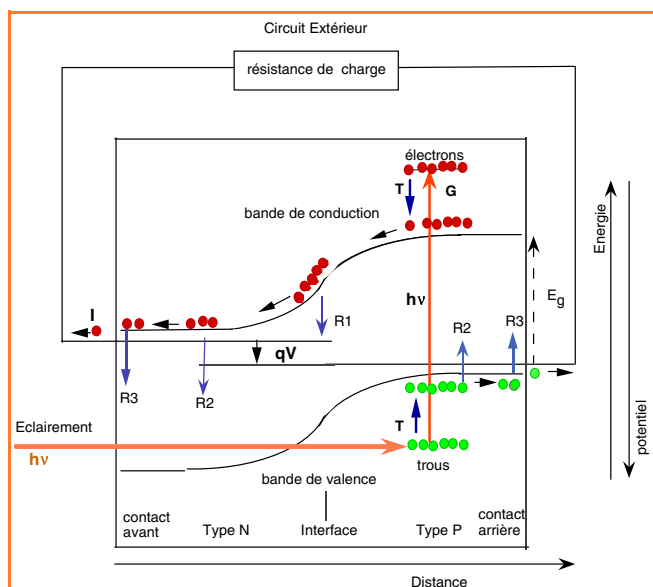 Circuit Extérieur
résistance de charge
électrons
T
G
bande de conduction
Energie
hν
Eg
I
R1
R2
R3
qV
R3
R2
T
potentiel
Eclairement
hν
trous
bande de valence
contact avant
Type N
Interface
Type P
contact arrière
Distance